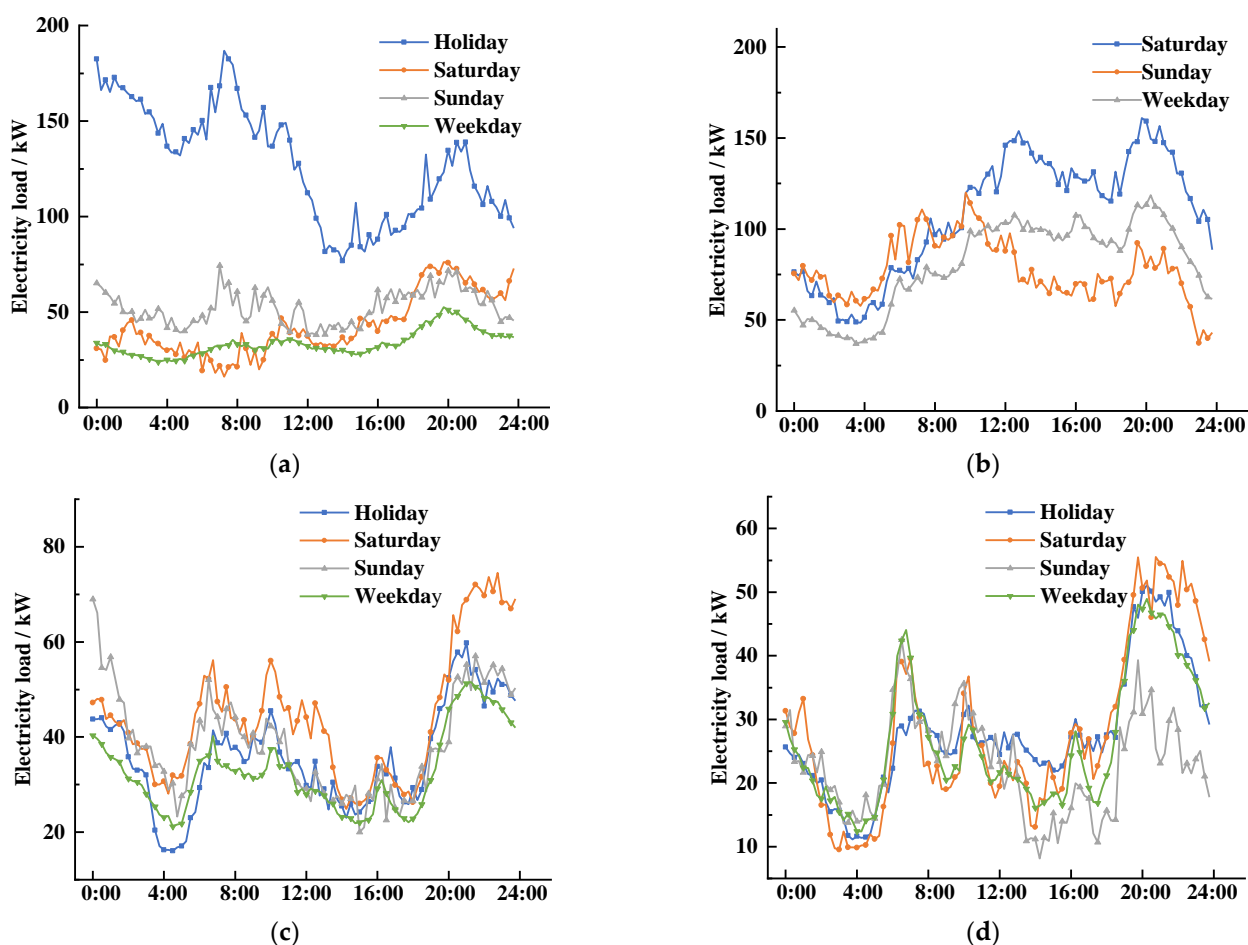 200
150
100
50
0
Electricity load / kW
Holiday
Saturday
Sunday
Weekday
0:00 4:00 8:00 12:00 16:00 20:00 24:00
(a)
200
150
100
50
0
Electricity load / kW
Saturday
Sunday
Weekday
0:00 4:00 8:00 12:00 16:00 20:00 24:00
(b)
80
60
40
20
Electricity load / kW
Holiday
Saturday
Sunday
Weekday
0:00 4:00 8:00 12:00 16:00 20:00 24:00
(c)
60
50
40
30
20
10
Electricity load / kW
Holiday
Saturday
Sunday
Weekday
0:00 4:00 8:00 12:00 16:00 20:00 24:00
(d)